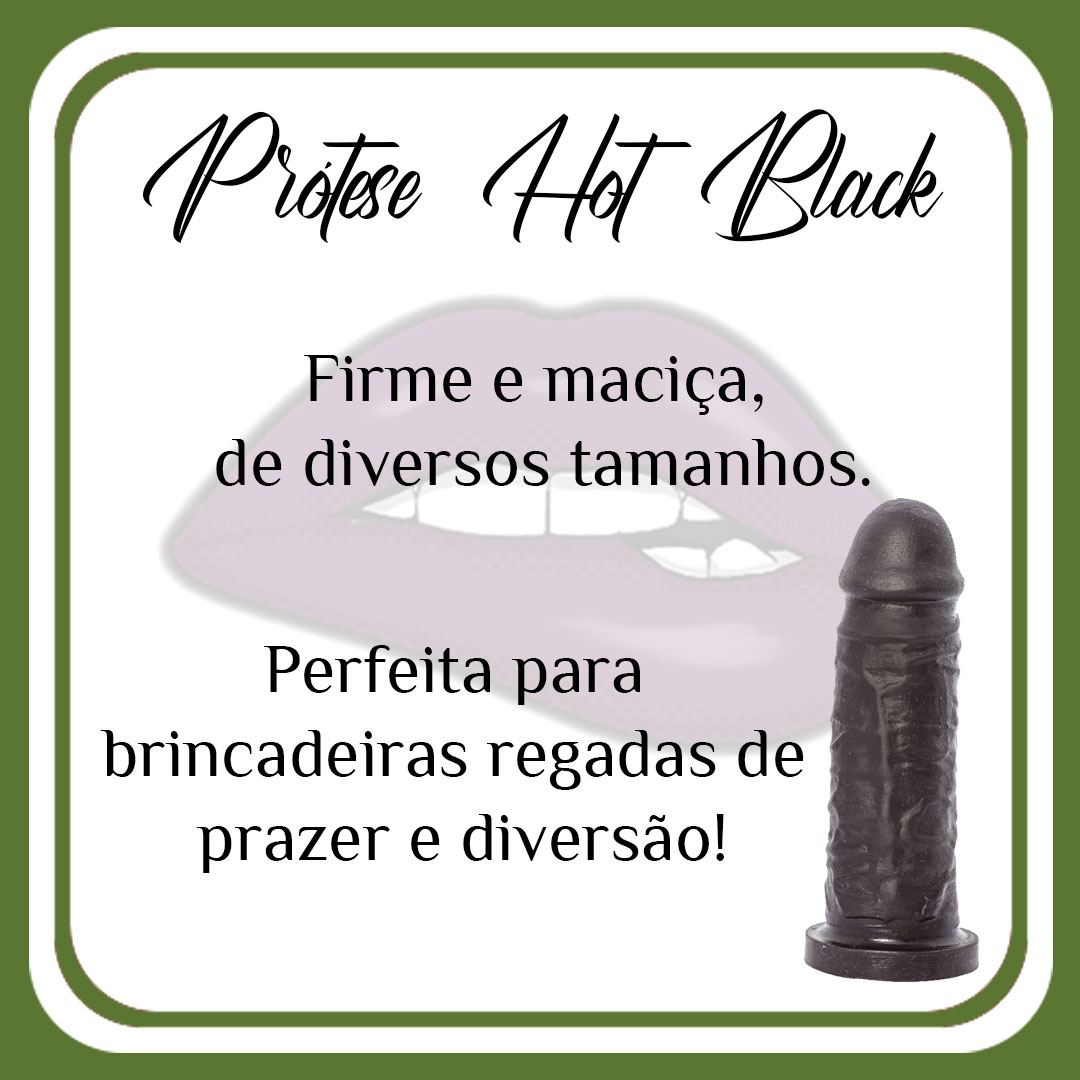 Prótese Hot Black
Firme e maciça,
de diversos tamanhos.
Perfeita para
brincadeiras regadas de
prazer e diversão!